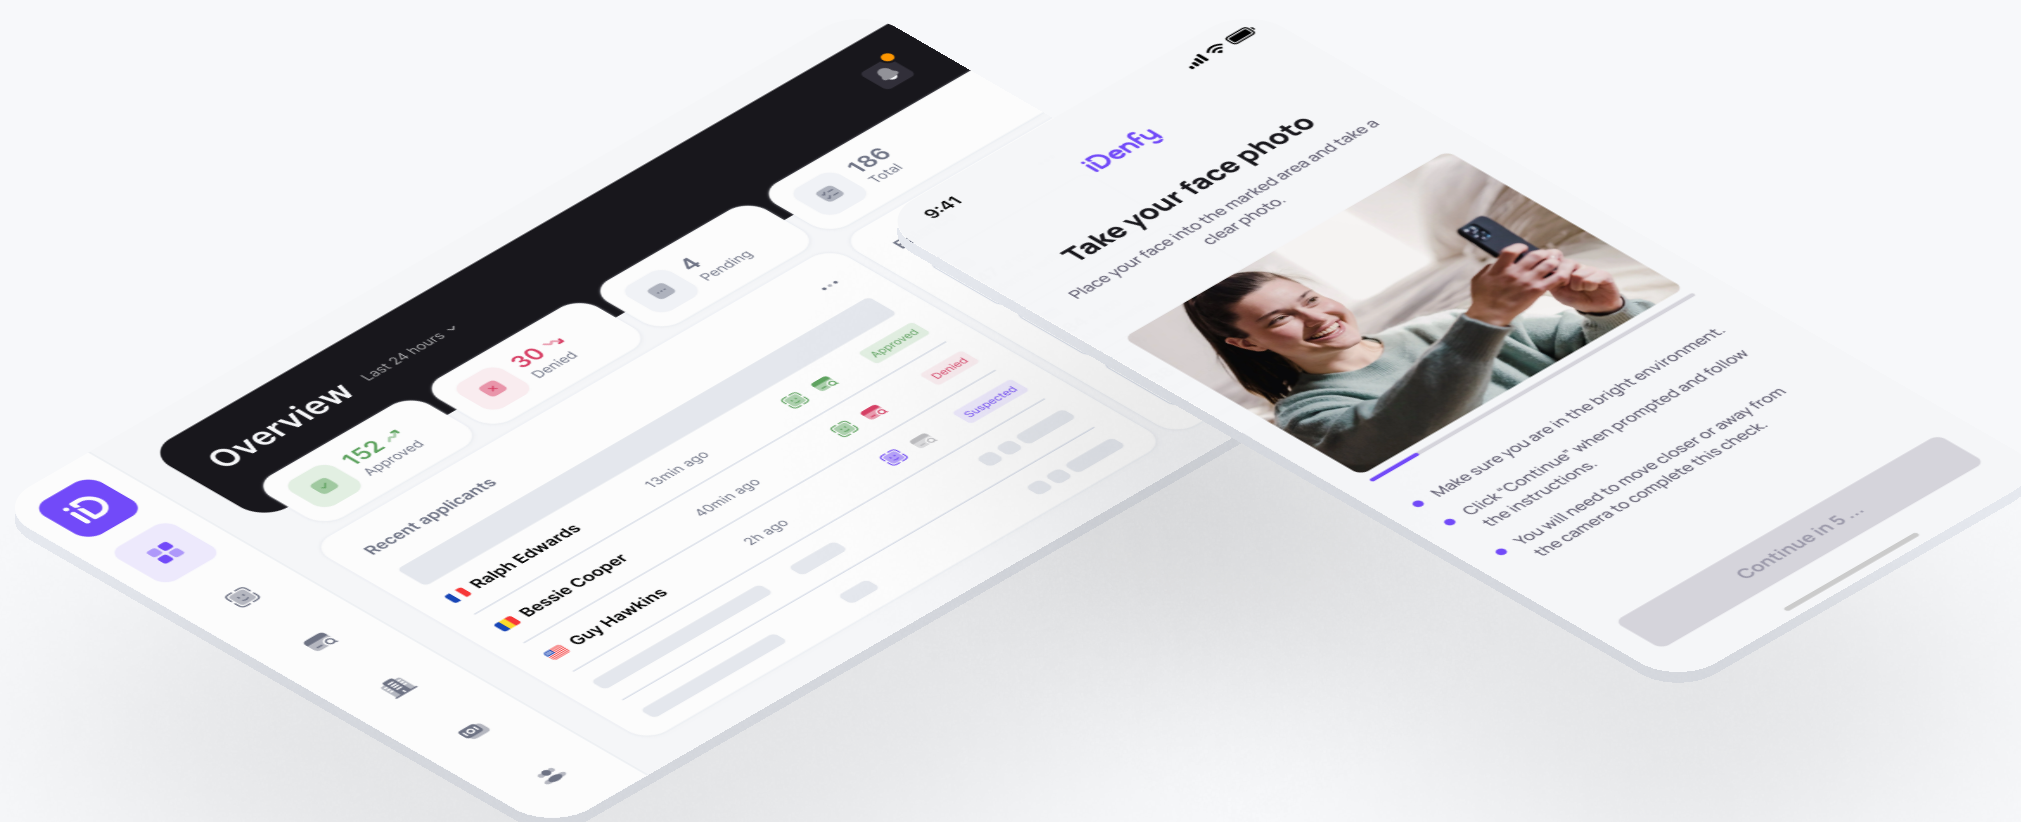 iD
Overview
Last 24 hours
152
Approved
30
Denied
4
Pending
186
Total
Recent applicants
Ralph Edwards
13min ago
Approved
Bessie Cooper
40min ago
Denied
Guy Hawkins
2h ago
Suspected
9:41
iDenfy
Take your face photo
Place your face into the marked area and take a
clear photo.
Make sure you are in the bright environment.
Click "Continue" when prompted and follow
the instructions.
You will need to move closer or away from
the camera to complete this check.
Continue in 5 ...